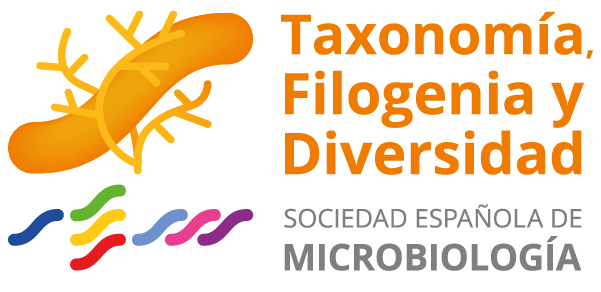 Taxonomía,
Filogenia y
Diversidad
SOCIEDAD ESPAÑOLA DE
MICROBIOLOGÍA